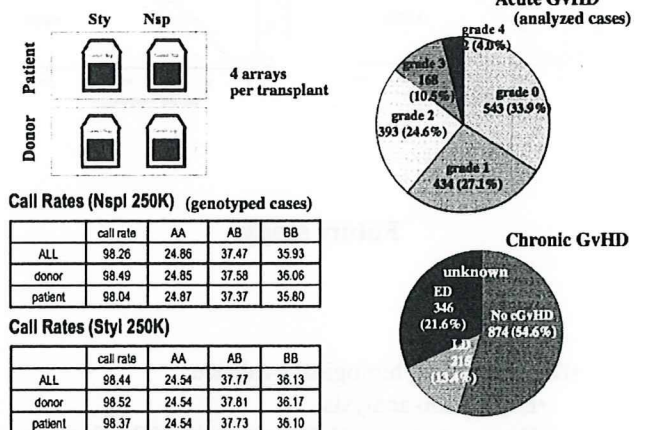 Sty Nsp
Patient
Donor
4 arrays
per transplant
Acute GvHD
(analyzed cases)
grade 4
(4.0%)
grade 3
168
(10.5%)
grade 0
543 (33.9%)
grade 2
393 (24.6%)
grade 1
434 (27.1%)
Call Rates (NspI 250K) (genotyped cases)
call rate AA AB BB
ALL 98.26 24.86 37.47 35.93
donor 98.49 24.85 37.58 36.06
patient 98.04 24.87 37.37 35.80
Call Rates (StyI 250K)
call rate AA AB BB
ALL 98.44 24.54 37.77 36.13
donor 98.52 24.54 37.81 36.17
patient 98.37 24.54 37.73 36.10
Chronic GvHD
unknown
ED
346
(21.6%)
No cGvHD
874 (54.6%)
LD
(13.4%)